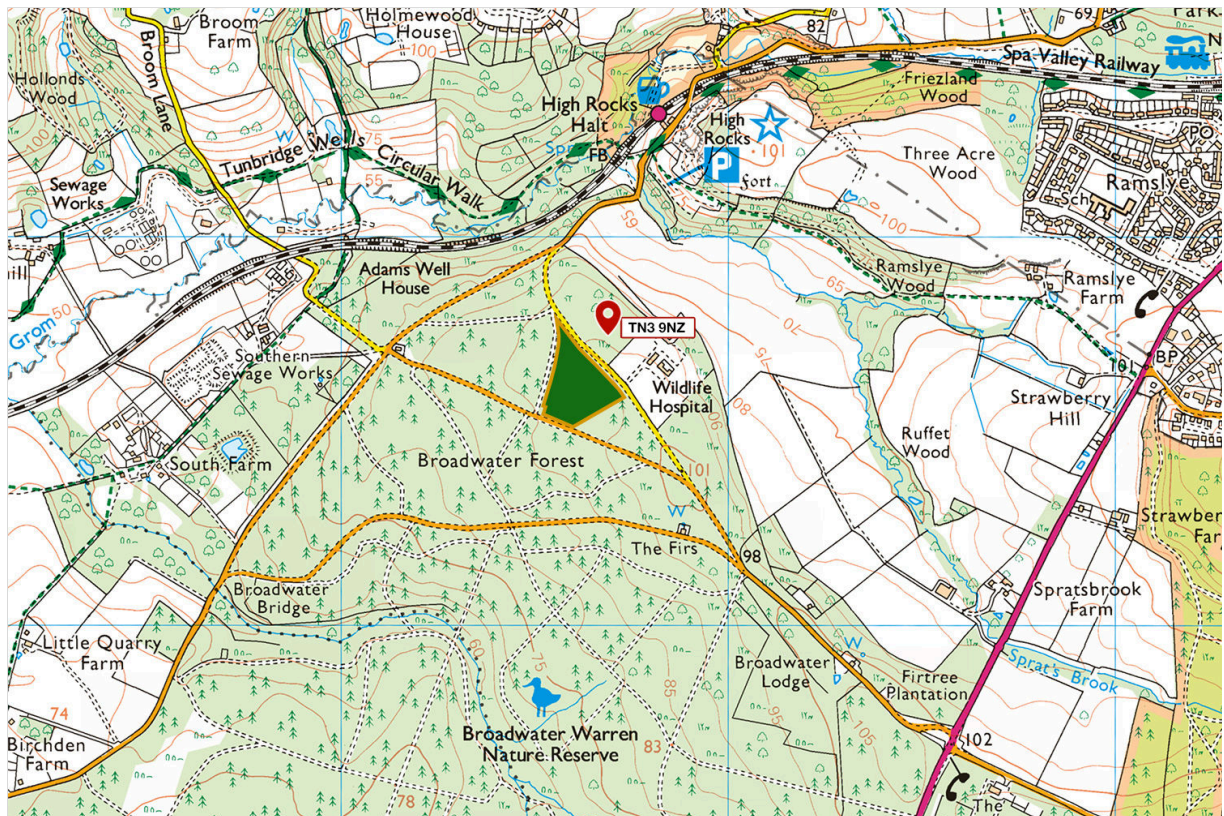 Broom
Farm
Holmewood
House
100
82
69
Park
Hollonds
Wood
Broom Lane
Spa Valley Railway
N
Friezland
Wood
High Rocks
Halt
High
Rocks
101
FB
W
75
Tunbridge Wells Circular Walk
55
100
Sewage
Works
P
Fort
Three Acre
Wood
PO
Ramslye
Sch
65
100
Adams Well
House
Ramslye
Wood
65
Ramslye
Farm
Grom
50
TN3 9NZ
70
75
Southern
Sewage Works
Wildlife
Hospital
80
90
101
BP
Strawberry
Hill
South Farm
Broadwater Forest
101
Ruffet
Wood
W
The Firs
98
Strawber
Far
Broadwater
Bridge
Spratsbrook
Farm
Little Quarry
Farm
60
75
85
W
Broadwater
Lodge
Firtree
Plantation
Sprat's Brook
74
Birchden
Farm
Broadwater Warren
Nature Reserve
83
95
105
102
78
The